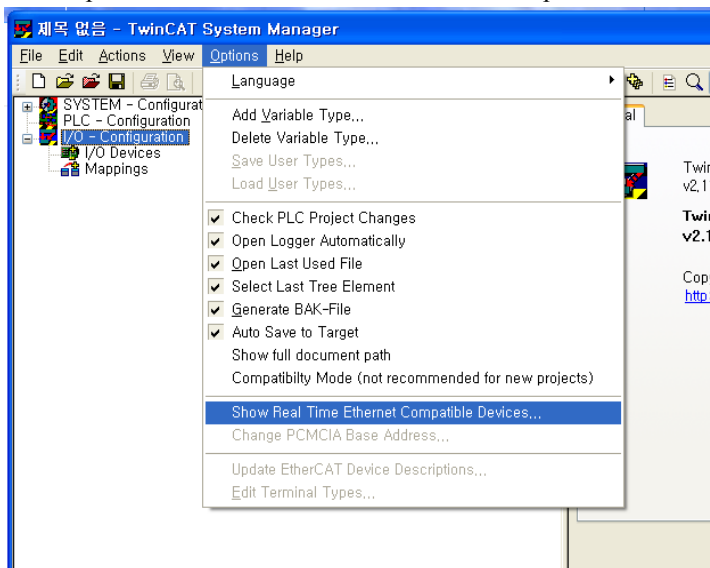 제목 없음 - TwinCAT System Manager
File Edit Actions View Options Help
Language
SYSTEM - Configurat
PLC - Configuration
I/O - Configuration
I/O Devices
Mappings
Add Variable Type...
Delete Variable Type...
Save User Types...
Load User Types...
Check PLC Project Changes
Open Logger Automatically
Open Last Used File
Select Last Tree Element
Generate BAK-File
Auto Save to Target
Show full document path
Compatibilty Mode (not recommended for new projects)
Show Real Time Ethernet Compatible Devices...
Change PCMCIA Base Address...
Update EtherCAT Device Descriptions...
Edit Terminal Types...
al
Twin
v2.1
Twin
v2.1
Cop
http